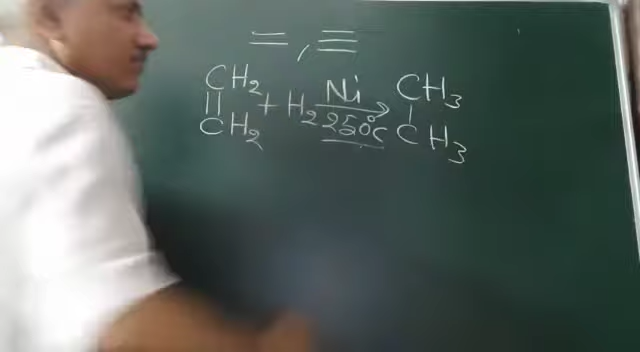 = , ≡
CH₂ CH₃
|| + H₂ Ni → |
CH₂ 250°C CH₃